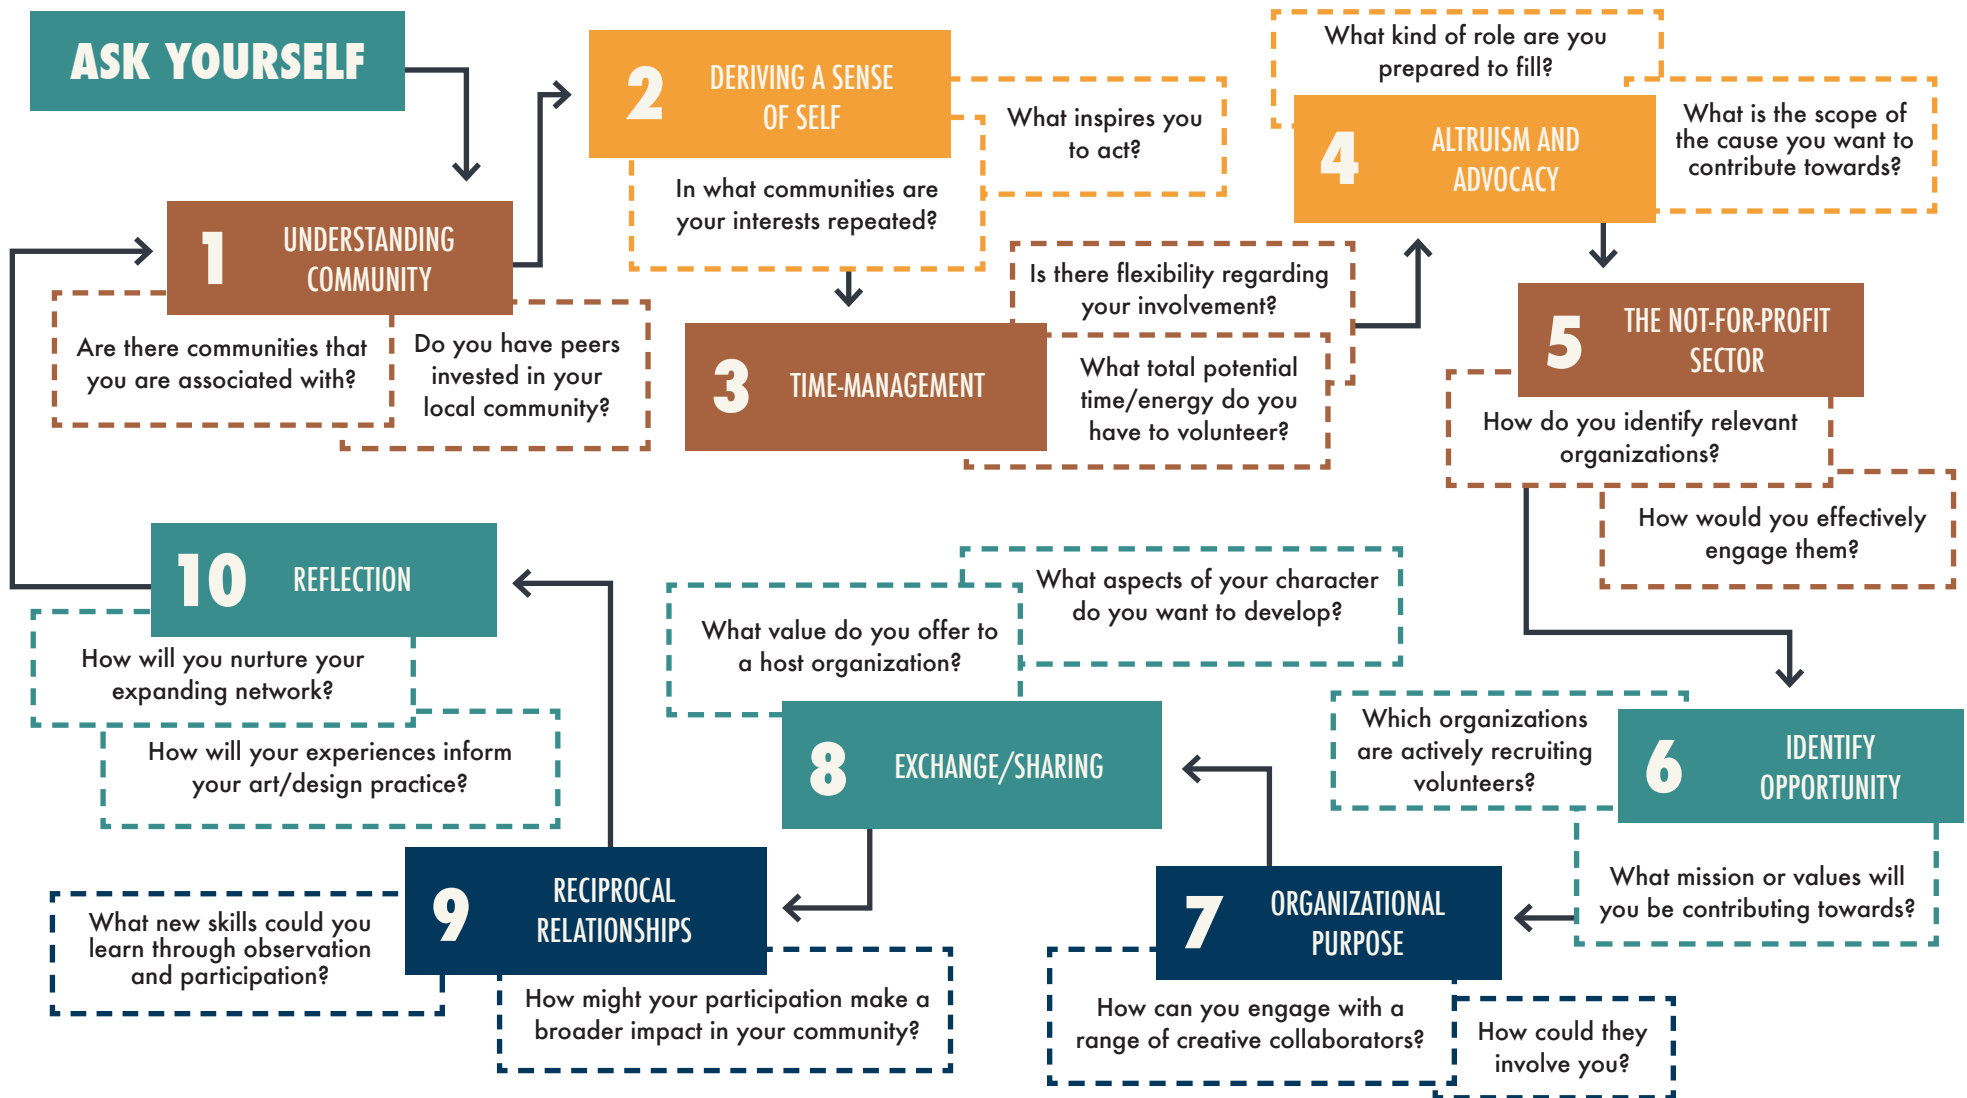 ASK YOURSELF
1
UNDERSTANDING
COMMUNITY
Are there communities that
you are associated with?
Do you have peers
invested in your
local community?
2
DERIVING A SENSE
OF SELF
What inspires you
to act?
In what communities are
your interests repeated?
3
TIME-MANAGEMENT
Is there flexibility regarding
your involvement?
What total potential
time/energy do you
have to volunteer?
4
ALTRUISM AND
ADVOCACY
What kind of role are you
prepared to fill?
What is the scope of
the cause you want to
contribute towards?
5
THE NOT-FOR-PROFIT
SECTOR
How do you identify relevant
organizations?
How would you effectively
engage them?
6
IDENTIFY
OPPORTUNITY
Which organizations
are actively recruiting
volunteers?
What mission or values will
you be contributing towards?
7
ORGANIZATIONAL
PURPOSE
How can you engage with a
range of creative collaborators?
How could they
involve you?
8
EXCHANGE/SHARING
What value do you offer to
a host organization?
What aspects of your character
do you want to develop?
9
RECIPROCAL
RELATIONSHIPS
What new skills could you
learn through observation
and participation?
How might your participation make a
broader impact in your community?
10
REFLECTION
How will you nurture your
expanding network?
How will your experiences inform
your art/design practice?